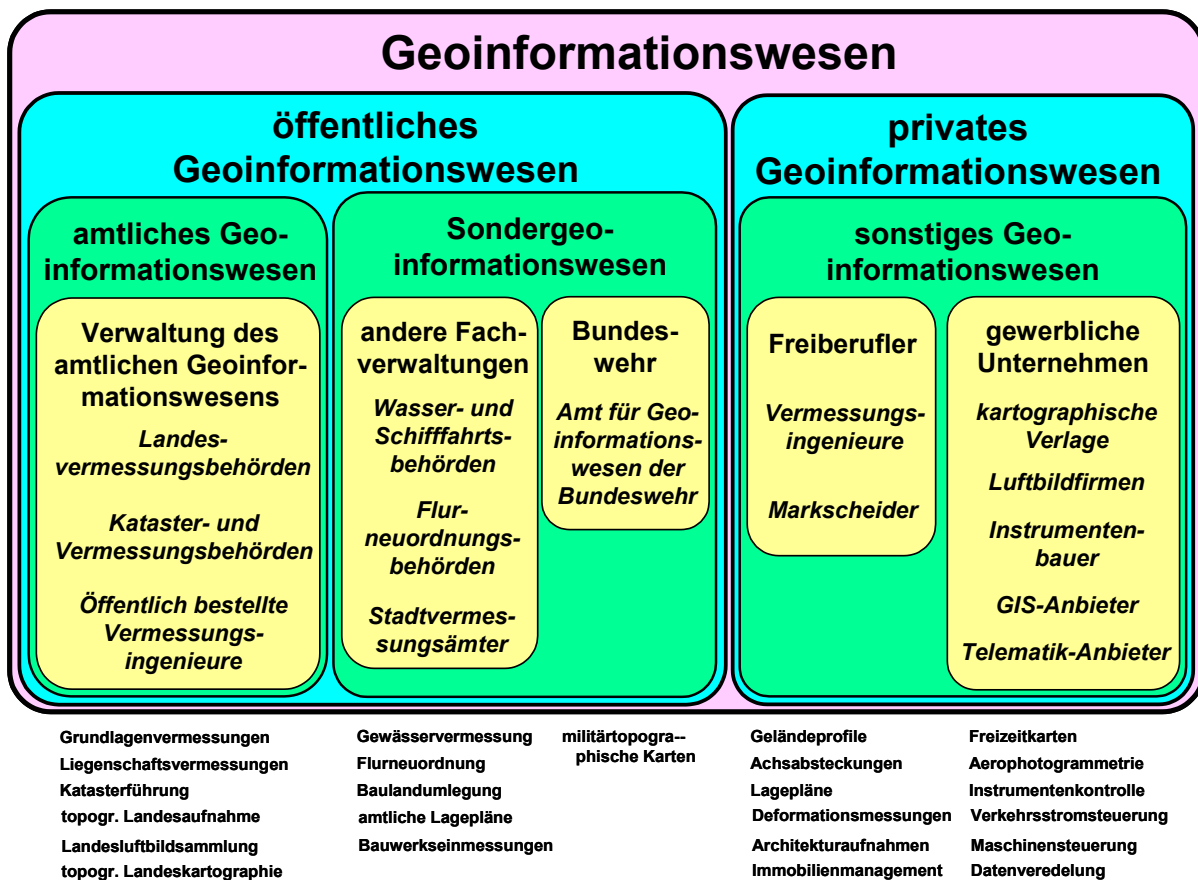 Geoinformationswesen
öffentliches
Geoinformationswesen
amtliches Geo-
informationswesen
Verwaltung des
amtlichen Geoinfor-
mationswesens
Landes-
vermessungsbehörden
Kataster- und
Vermessungsbehörden
Öffentlich bestellte
Vermessungs-
ingenieure
Sondergeo-
informationswesen
andere Fach-
verwaltungen
Wasser- und
Schifffahrts-
behörden
Flur-
neuordnungs-
behörden
Stadtvermes-
sungsämter
Bundes-
wehr
Amt für Geo-
informations-
wesen der
Bundeswehr
privates
Geoinformationswesen
sonstiges Geo-
informationswesen
Freiberufler
Vermessungs-
ingenieure
Markscheider
gewerbliche
Unternehmen
kartographische
Verlage
Luftbildfirmen
Instrumenten-
bauer
GIS-Anbieter
Telematik-Anbieter
Grundlagenvermessungen
Liegenschaftsvermessungen
Katasterführung
topogr. Landesaufnahme
Landesluftbildsammlung
topogr. Landeskartographie
Gewässervermessung
Flurneuordnung
Baulandumlegung
amtliche Lagepläne
Bauwerkseinmessungen
militärtopogra--
phische Karten
Geländeprofile
Achsabsteckungen
Lagepläne
Deformationsmessungen
Architekturaufnahmen
Immobilienmanagement
Freizeitkarten
Aerophotogrammetrie
Instrumentenkontrolle
Verkehrsstromsteuerung
Maschinensteuerung
Datenveredelung